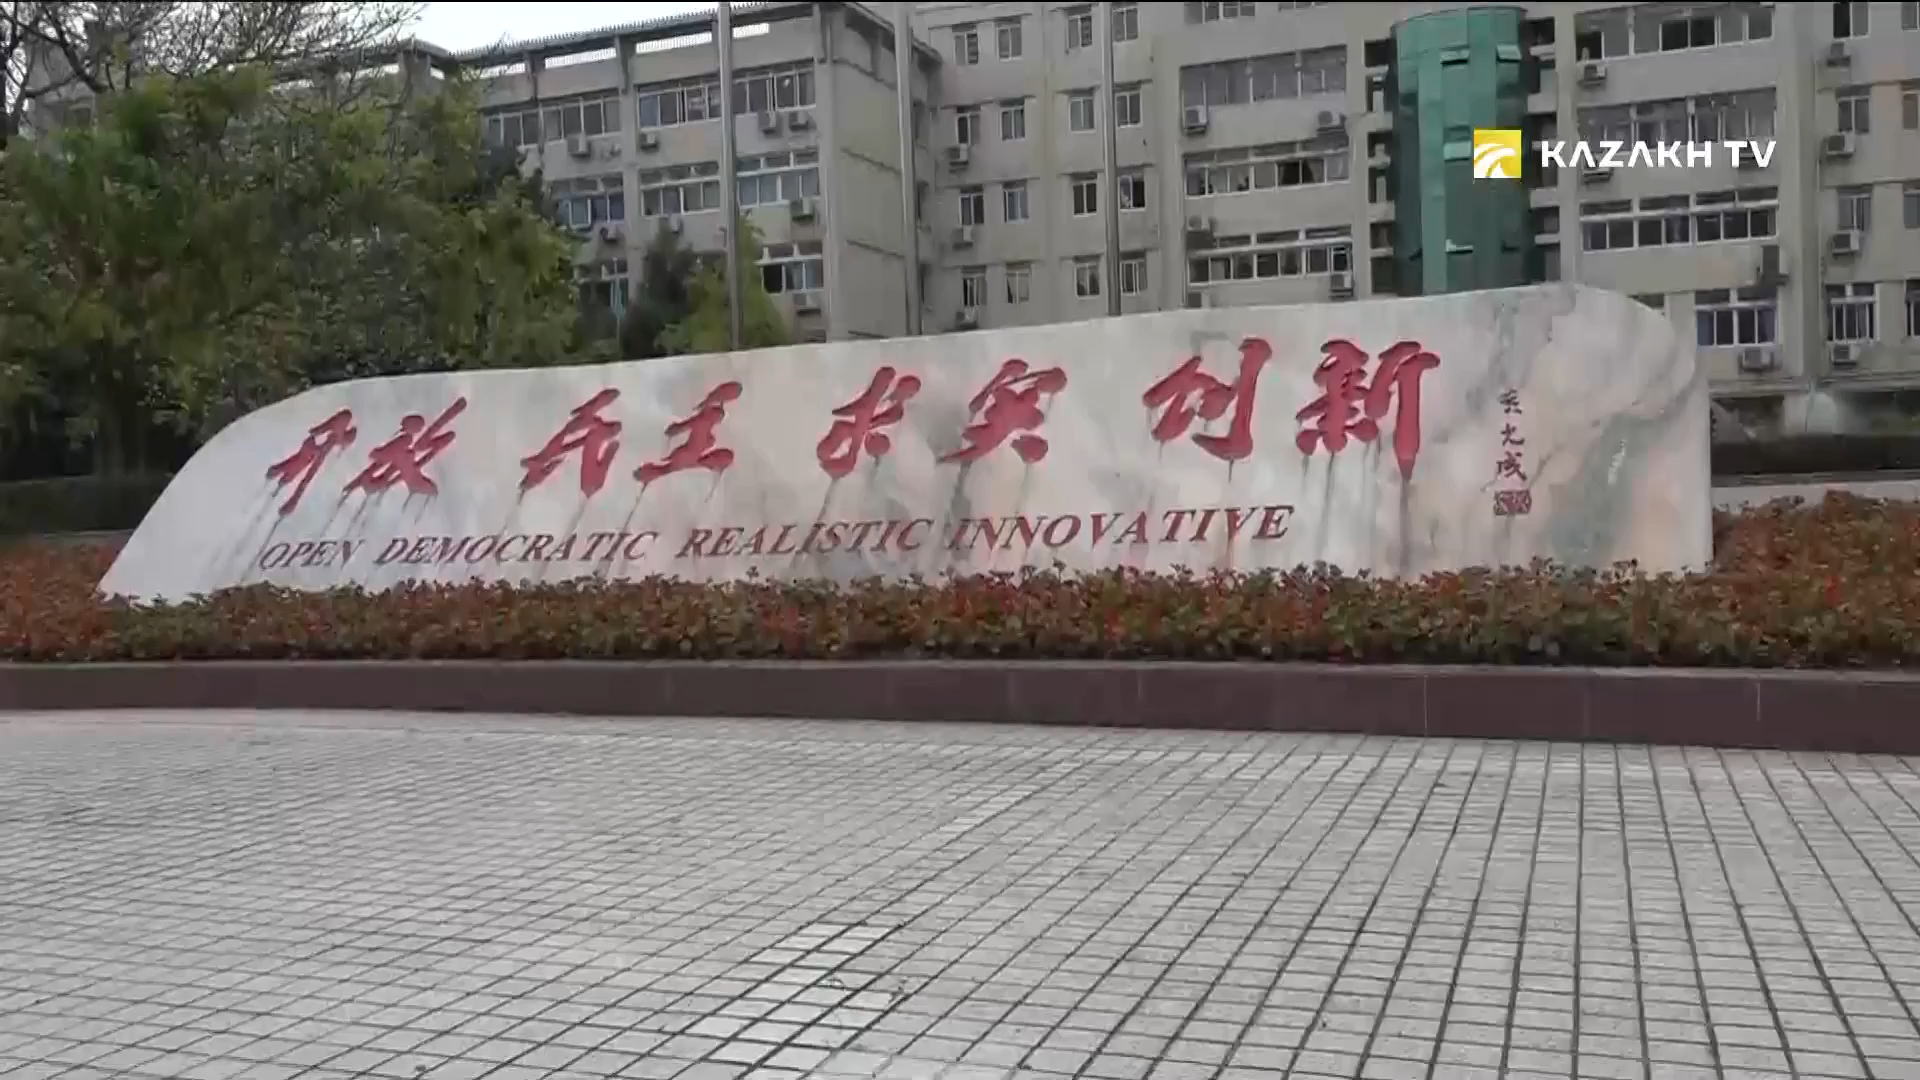 KAZAKH TV
开放 民主 求实 创新
OPEN DEMOCRATIC REALISTIC INNOVATIVE